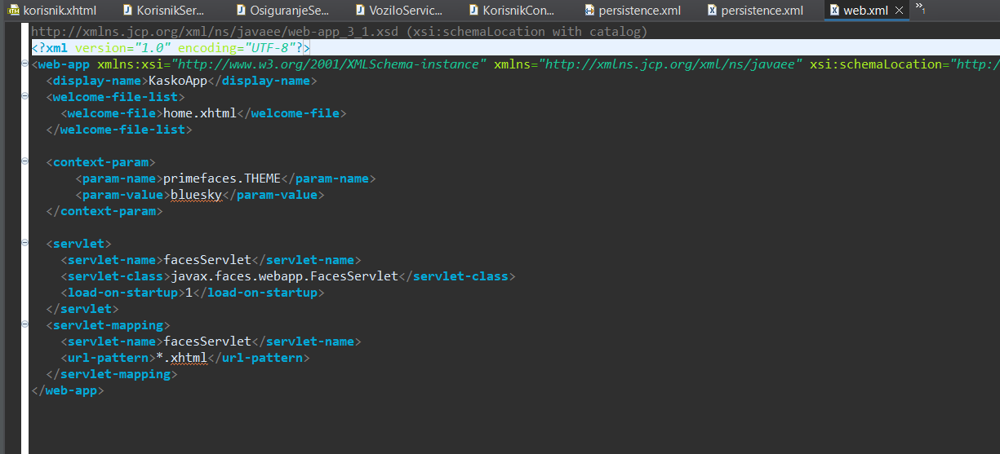 korisnik.xhtml KorisnikSer... OsiguranjeSe... VoziloServic... KorisnikCon... persistence.xml persistence.xml web.xml »1
http://xmlns.jcp.org/xml/ns/javaee/web-app_3_1.xsd (xsi:schemaLocation with catalog)
<?xml version="1.0" encoding="UTF-8"?>
<web-app xmlns:xsi="http://www.w3.org/2001/XMLSchema-instance" xmlns="http://xmlns.jcp.org/xml/ns/javaee" xsi:schemaLocation="http:/
<display-name>KaskoApp</display-name>
<welcome-file-list>
<welcome-file>home.xhtml</welcome-file>
</welcome-file-list>
<context-param>
<param-name>primefaces.THEME</param-name>
<param-value>bluesky</param-value>
</context-param>
<servlet>
<servlet-name>facesServlet</servlet-name>
<servlet-class>javax.faces.webapp.FacesServlet</servlet-class>
<load-on-startup>1</load-on-startup>
</servlet>
<servlet-mapping>
<servlet-name>facesServlet</servlet-name>
<url-pattern>*.xhtml</url-pattern>
</servlet-mapping>
</web-app>